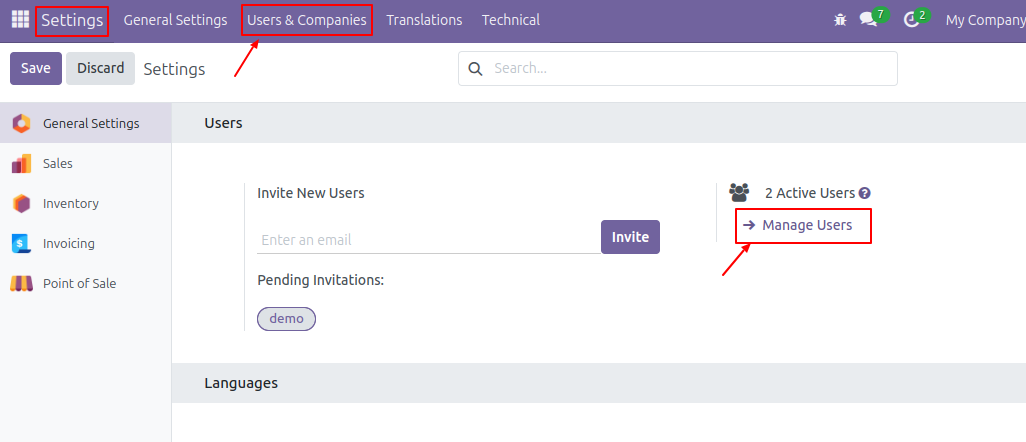 Settings General Settings Users & Companies Translations Technical 7 2 My Company
Save Discard Settings Search...
General Settings Users
Sales
Invite New Users 2 Active Users
Inventory
Manage Users
Enter an email Invite
Invoicing
Point of Sale Pending Invitations:
demo
Languages